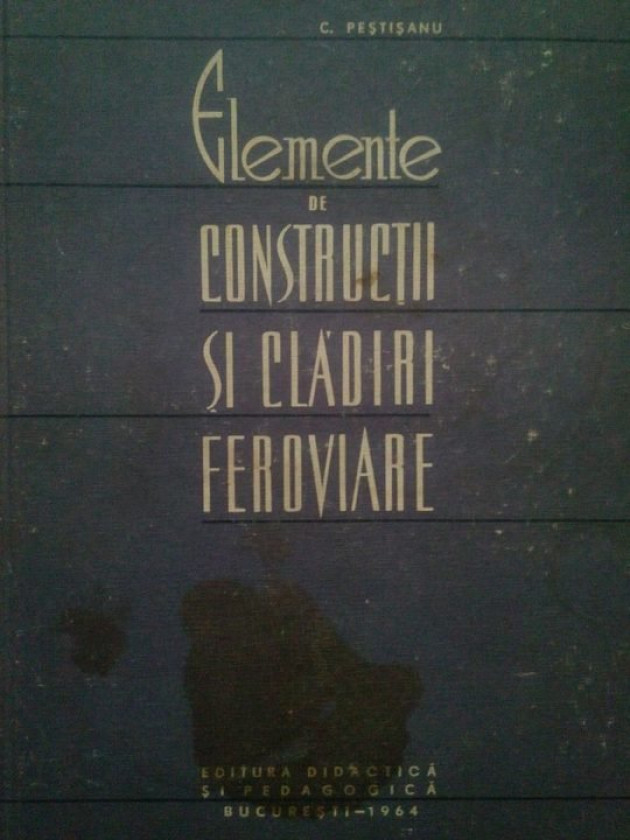 C. PEȘTIȘANU
Elemente
DE
CONSTRUCȚII
ȘI CLĂDIRI
FEROVIARE
EDITURA DIDACTICĂ
ȘI PEDAGOGICĂ
BUCUREȘTI—1964